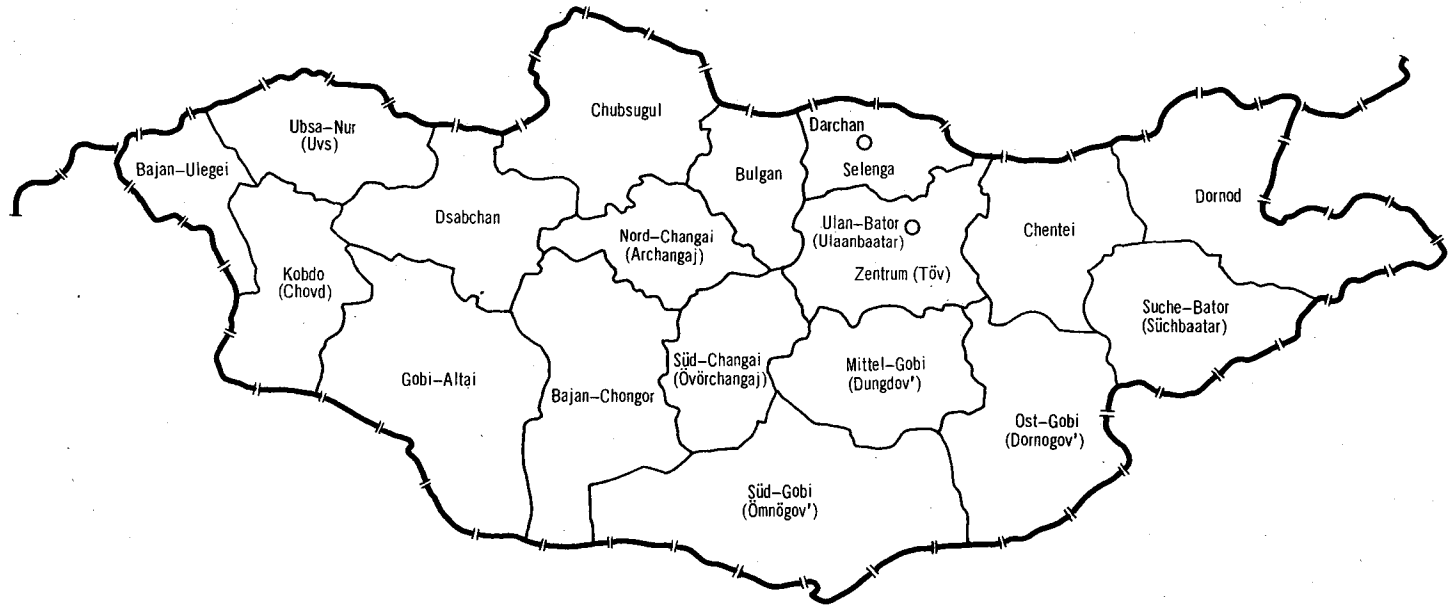 Chubsugul
Darchan
Ubsa–Nur
(Uvs)
Bajan–Ulegei
Bulgan
Selenga
Dornod
Dsabchan
Ulan–Bator
(Ulaanbaatar)
Chentei
Nord–Changai
(Archangaj)
Kobdo
(Chovd)
Zentrum (Töv)
Suche–Bator
(Süchbaatar)
Süd–Changai
(Övörchangaj)
Mittel–Gobi
(Dungdov')
Gobi–Altai
Bajan–Chongor
Ost–Gobi
(Dornogov')
Süd–Gobi
(Ömnögov')